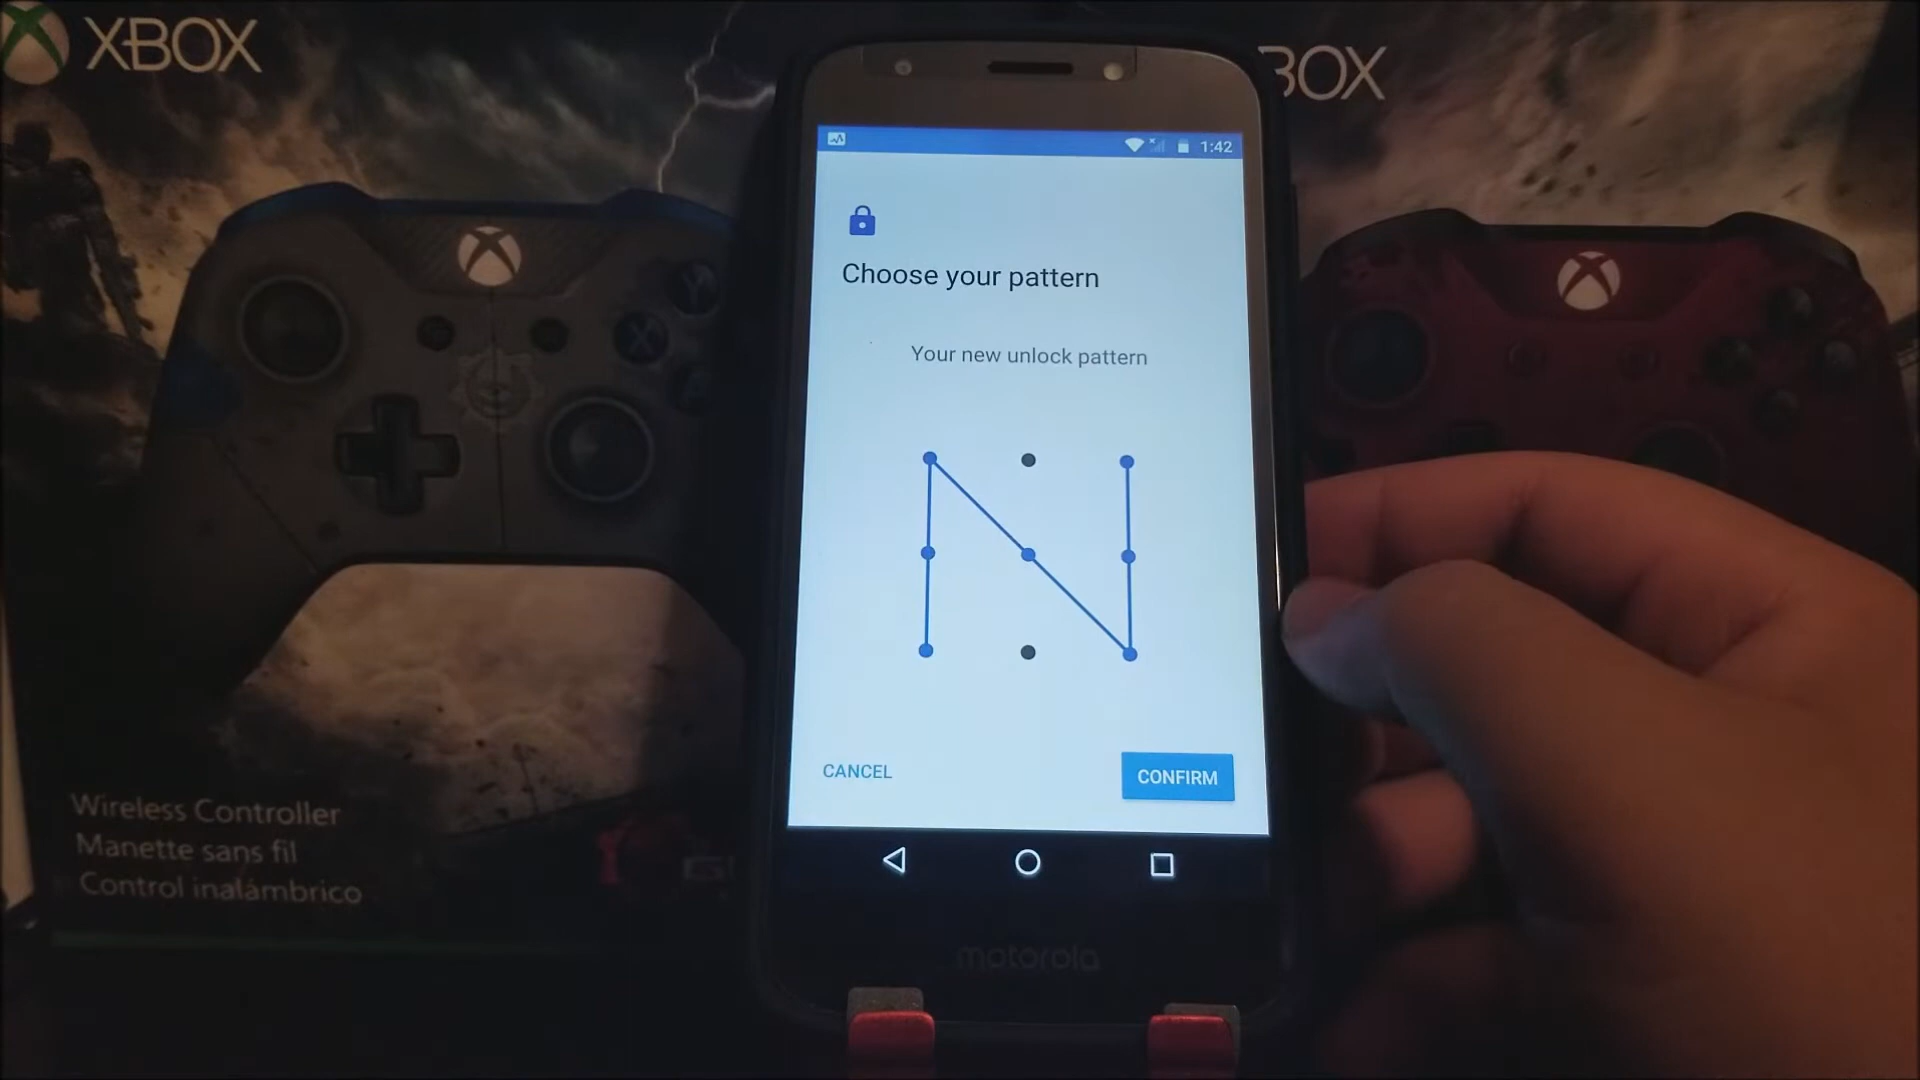 XBOX
BOX
1:42
Choose your pattern
Your new unlock pattern
CANCEL
CONFIRM
Wireless Controller
Manette sans fil
Control inalámbrico
motorola